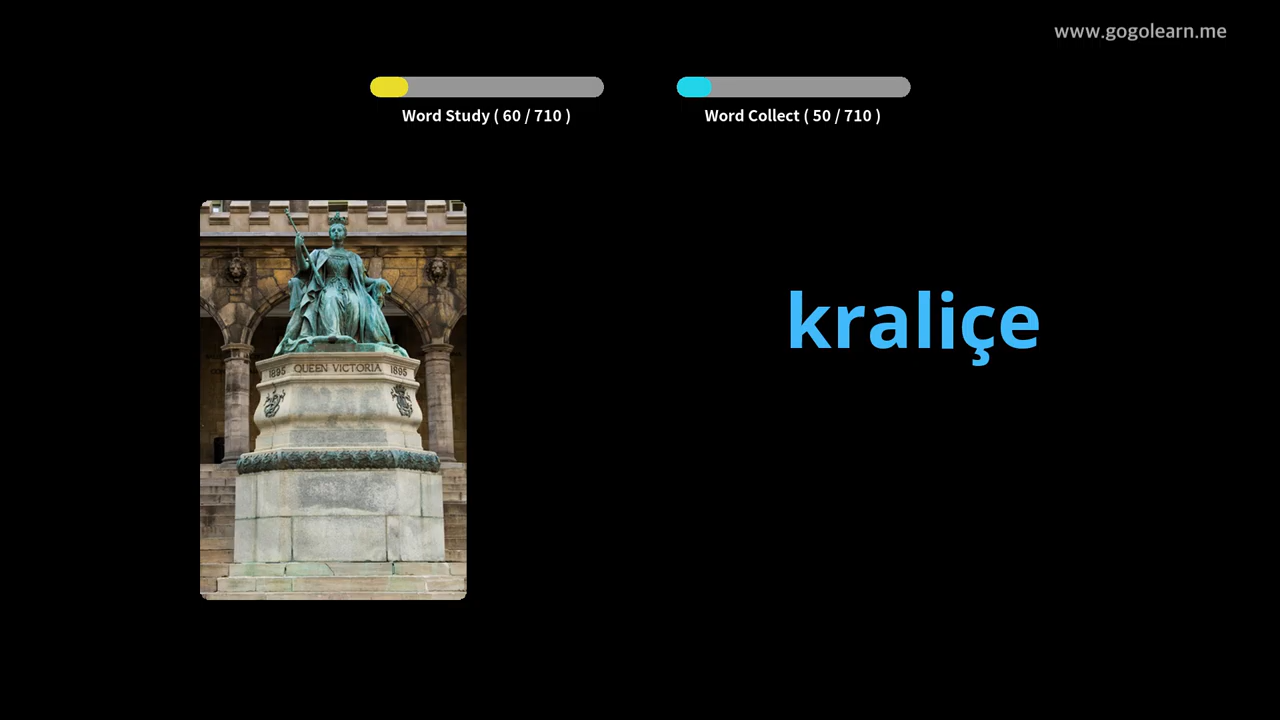 www.gogolearn.me
Word Study ( 60 / 710 )
Word Collect ( 50 / 710 )
kraliçe
1895 QUEEN VICTORIA 1895